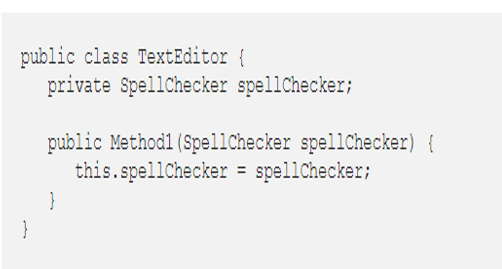 public class TextEditor {
private SpellChecker spellChecker;
public Method1(SpellChecker spellChecker) {
this.spellChecker = spellChecker;
}
}